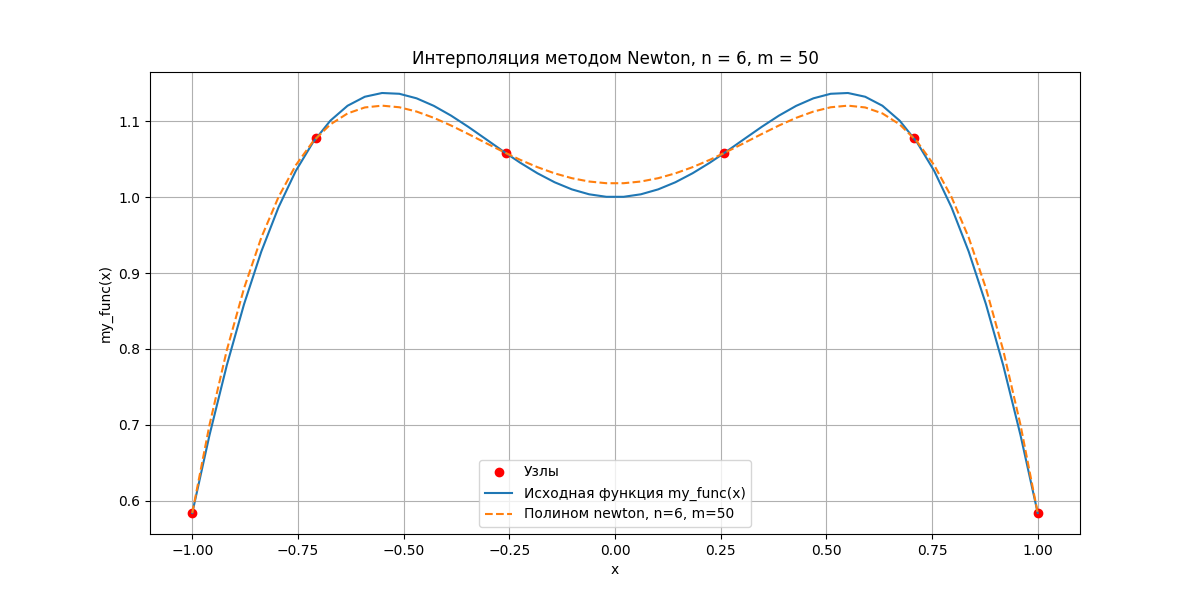 Интерполяция методом Newton, n = 6, m = 50
my_func(x)
1.1
1.0
0.9
0.8
0.7
0.6
Узлы
Исходная функция my_func(x)
Полином newton, n=6, m=50
−1.00 −0.75 −0.50 −0.25 0.00 0.25 0.50 0.75 1.00
x